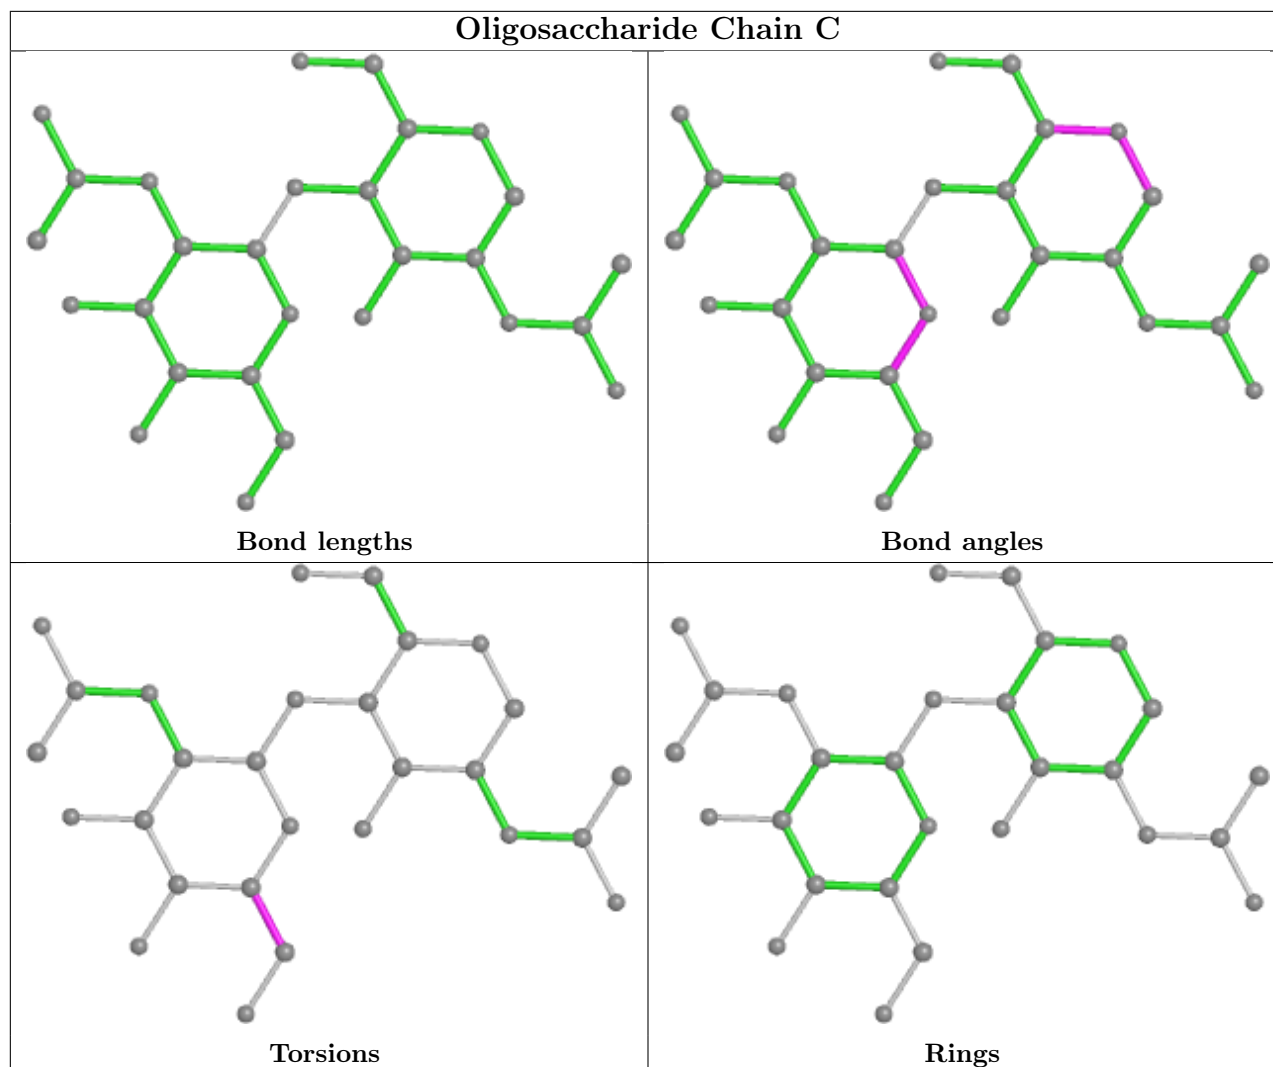 Oligosaccharide Chain C
Bond lengths
Bond angles
Torsions
Rings